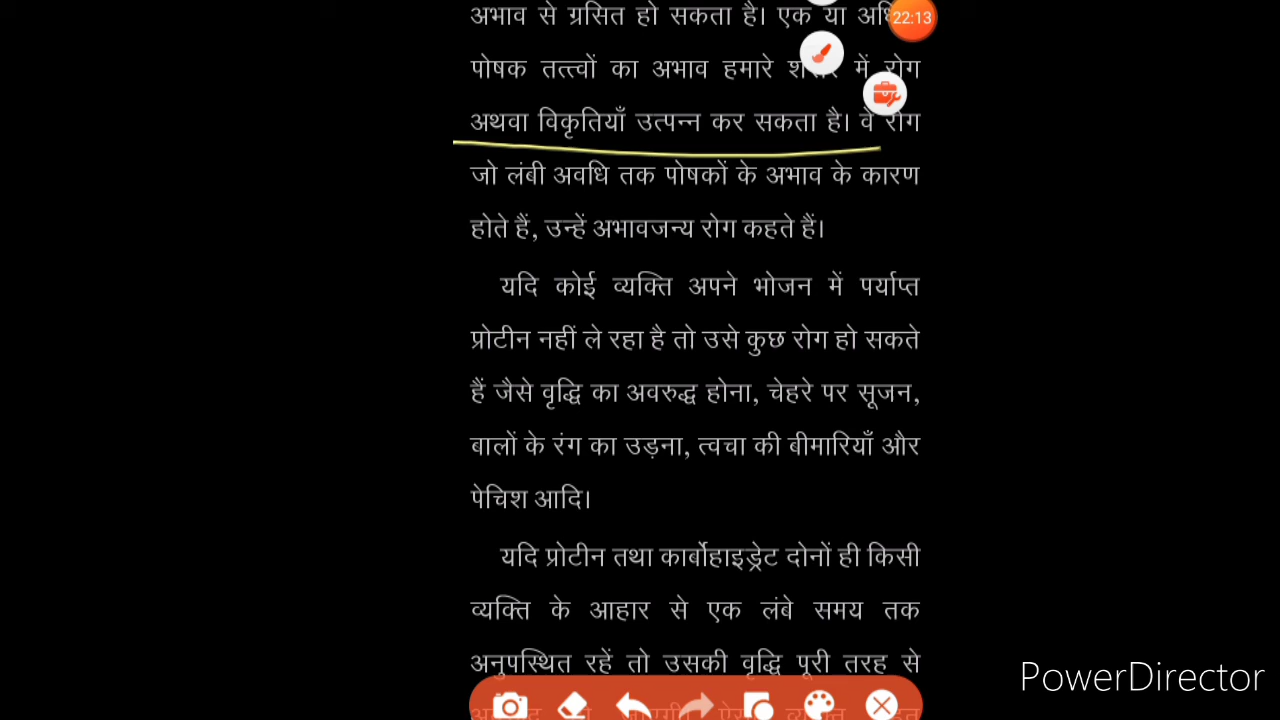 अभाव से ग्रसित हो सकता है। एक या
22:13
पोषक तत्त्वों का अभाव हमारे शरीर में रोग
अथवा विकृतियाँ उत्पन्न कर सकता है। वे रोग
जो लंबी अवधि तक पोषकों के अभाव के कारण
होते हैं, उन्हें अभावजन्य रोग कहते हैं।
यदि कोई व्यक्ति अपने भोजन में पर्याप्त
प्रोटीन नहीं ले रहा है तो उसे कुछ रोग हो सकते
हैं जैसे वृद्धि का अवरुद्ध होना, चेहरे पर सूजन,
बालों के रंग का उड़ना, त्वचा की बीमारियाँ और
पेचिश आदि।
यदि प्रोटीन तथा कार्बोहाइड्रेट दोनों ही किसी
व्यक्ति के आहार से एक लंबे समय तक
अनुपस्थित रहें तो उसकी वृद्धि पूरी तरह से
PowerDirector